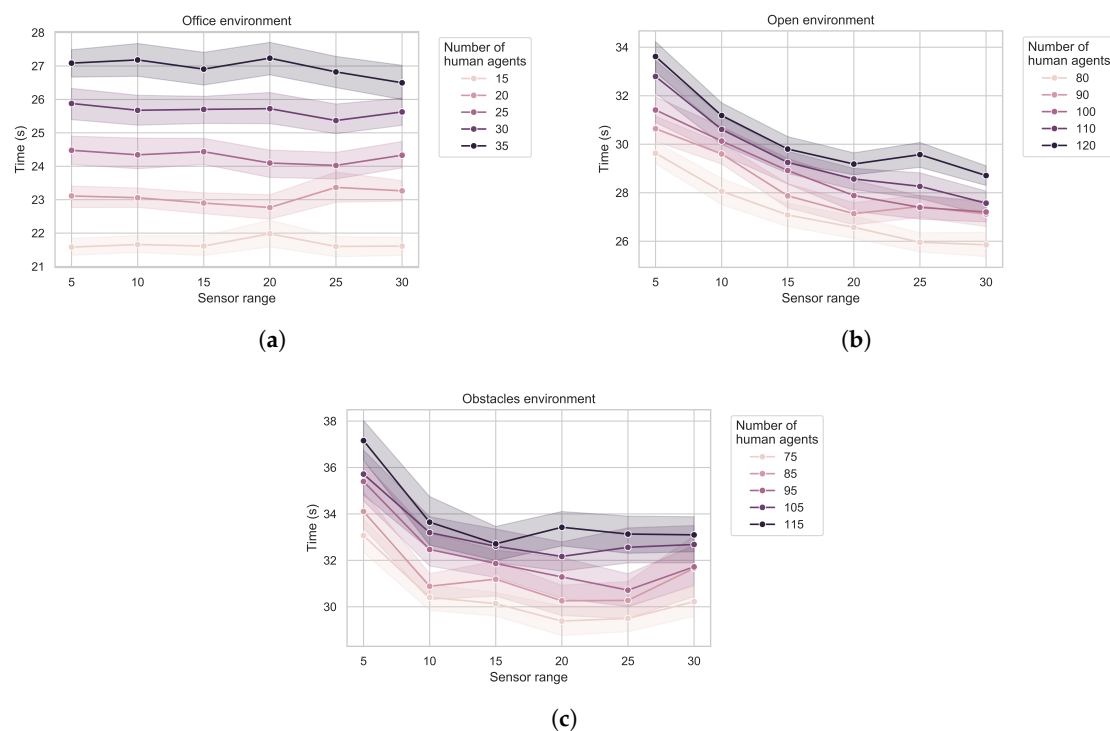 Office environment
28
27
26
25
24
23
22
21
Time (s)
5 10 15 20 25 30
Sensor range
Number of
human agents
15
20
25
30
35
(a)
Open environment
34
32
30
28
26
Time (s)
5 10 15 20 25 30
Sensor range
Number of
human agents
80
90
100
110
120
(b)
Obstacles environment
38
36
34
32
30
Time (s)
5 10 15 20 25 30
Sensor range
Number of
human agents
75
85
95
105
115
(c)